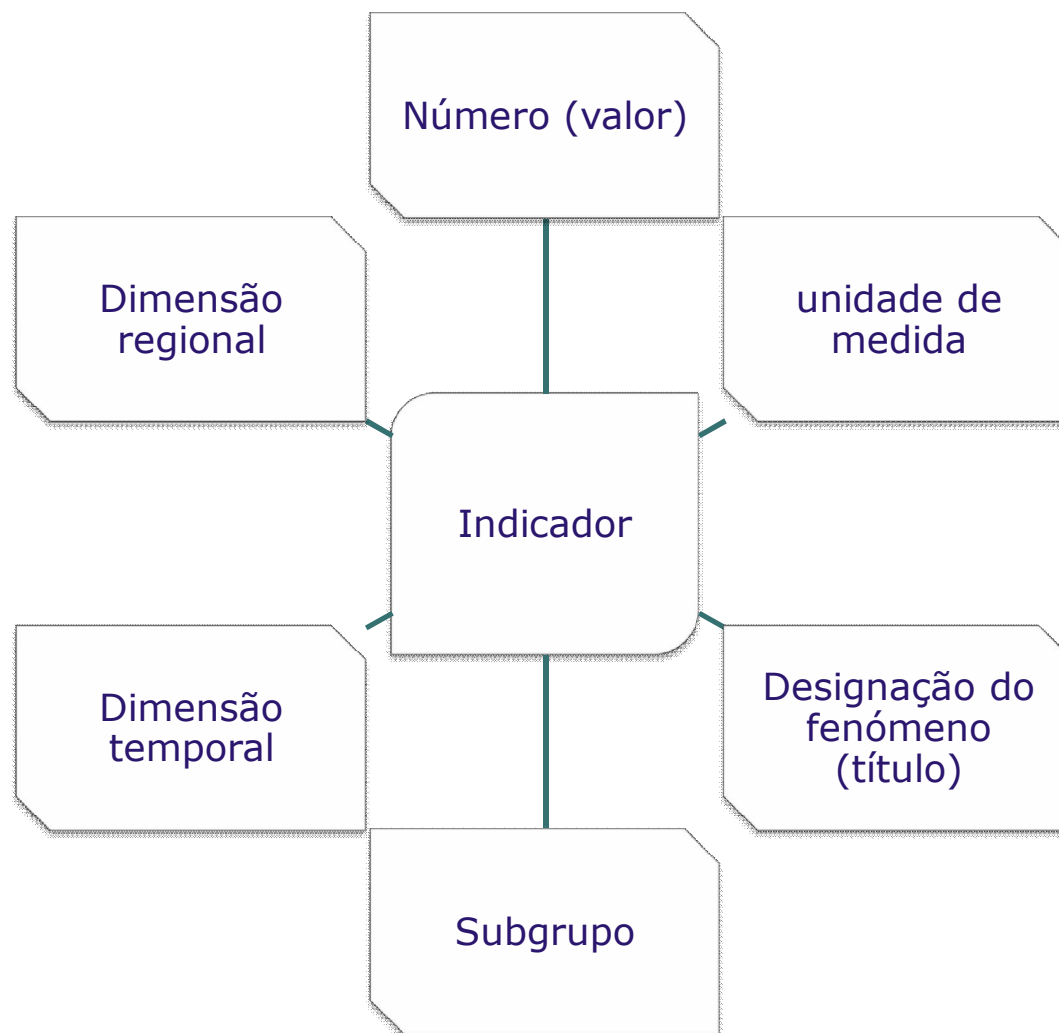 Número (valor)
Dimensão
regional
unidade de
medida
Indicador
Dimensão
temporal
Designação do
fenómeno
(título)
Subgrupo